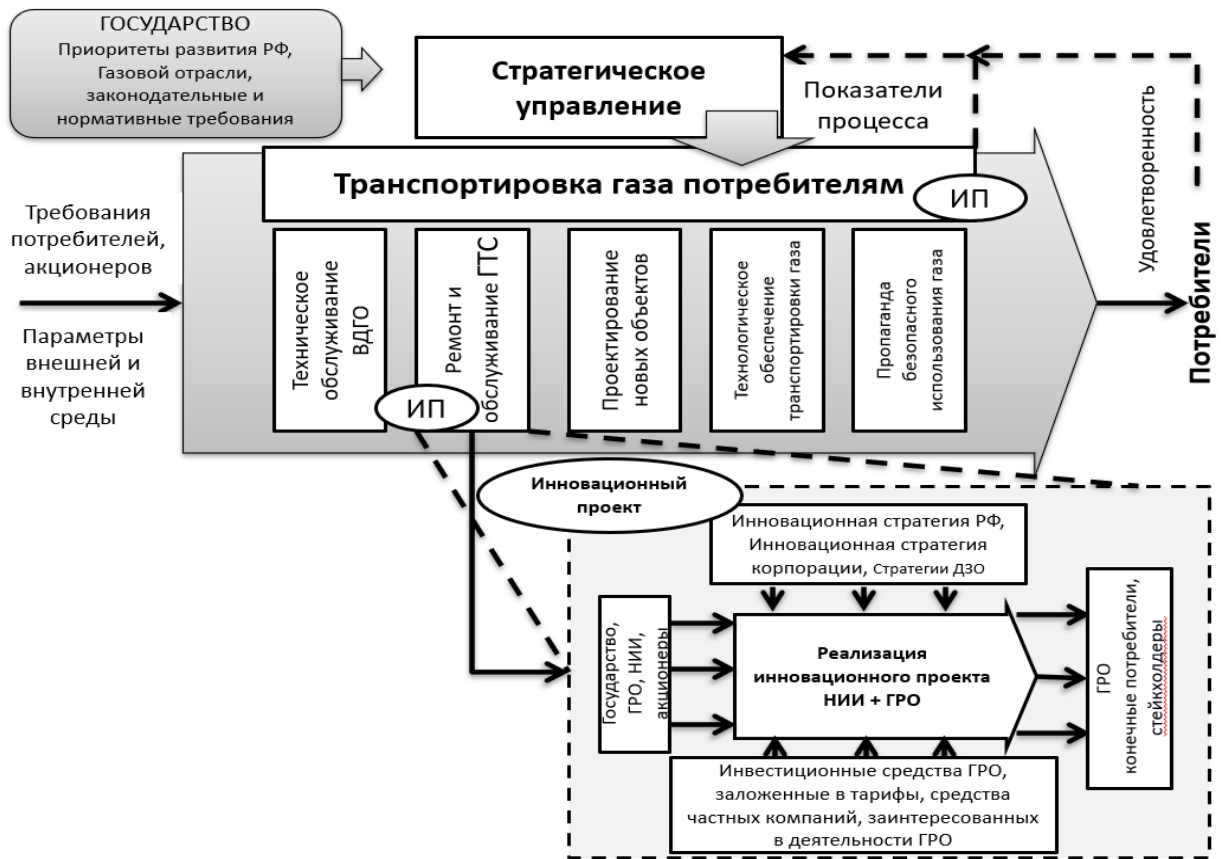 ГОСУДАРСТВО
Приоритеты развития РФ,
Газовой отрасли,
законодательные и
нормативные требования
Стратегическое
управление
Показатели
процесса
Удовлетворенность
Потребители
Транспортировка газа потребителям
ИП
Требования
потребителей,
акционеров
Параметры
внешней и
внутренней
среды
Техническое
обслуживание
ВДГО
Ремонт и
обслуживание ГТС
ИП
Проектирование
новых объектов
Технологическое
обеспечение
транспортировки газа
Пропаганда
безопасного
использования газа
Инновационный
проект
Инновационная стратегия РФ,
Инновационная стратегия
корпорации, Стратегии ДЗО
Государство,
ГРО, НИИ,
акционеры
Реализация
инновационного проекта
НИИ + ГРО
ГРО
конечные потребители,
стейкхолдеры
Инвестиционные средства ГРО,
заложенные в тарифы, средства
частных компаний, заинтересованных
в деятельности ГРО